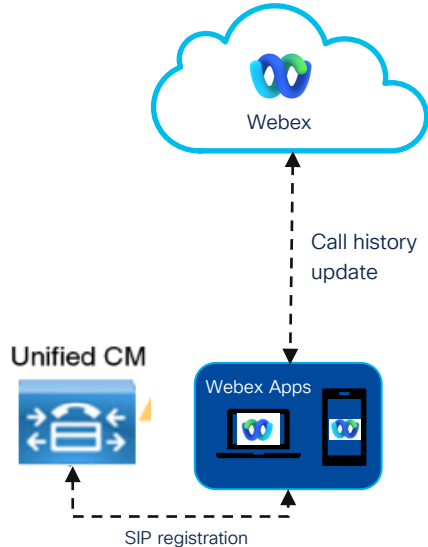 Webex
Call history
update
Unified CM
Webex Apps
SIP registration